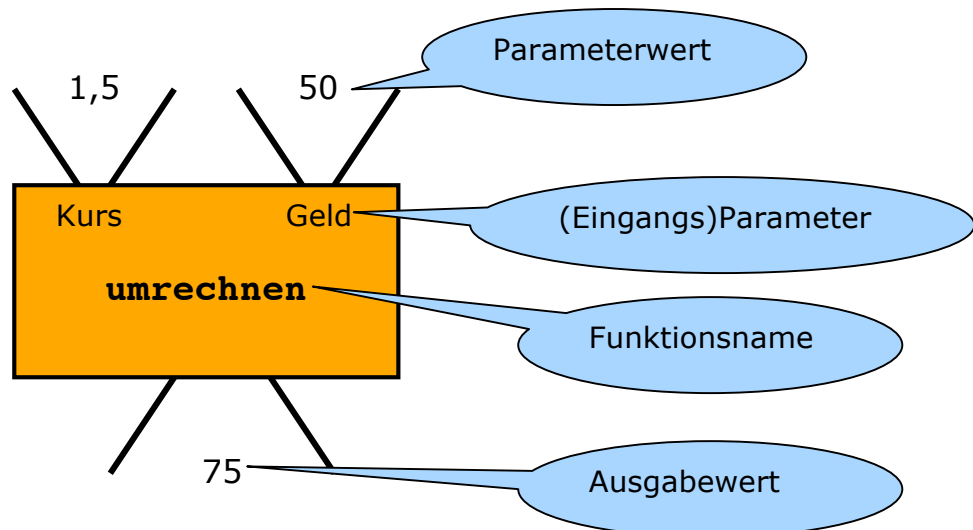 Parameterwert
1,5
50
Kurs
Geld
(Eingangs)Parameter
umrechnen
Funktionsname
75
Ausgabewert